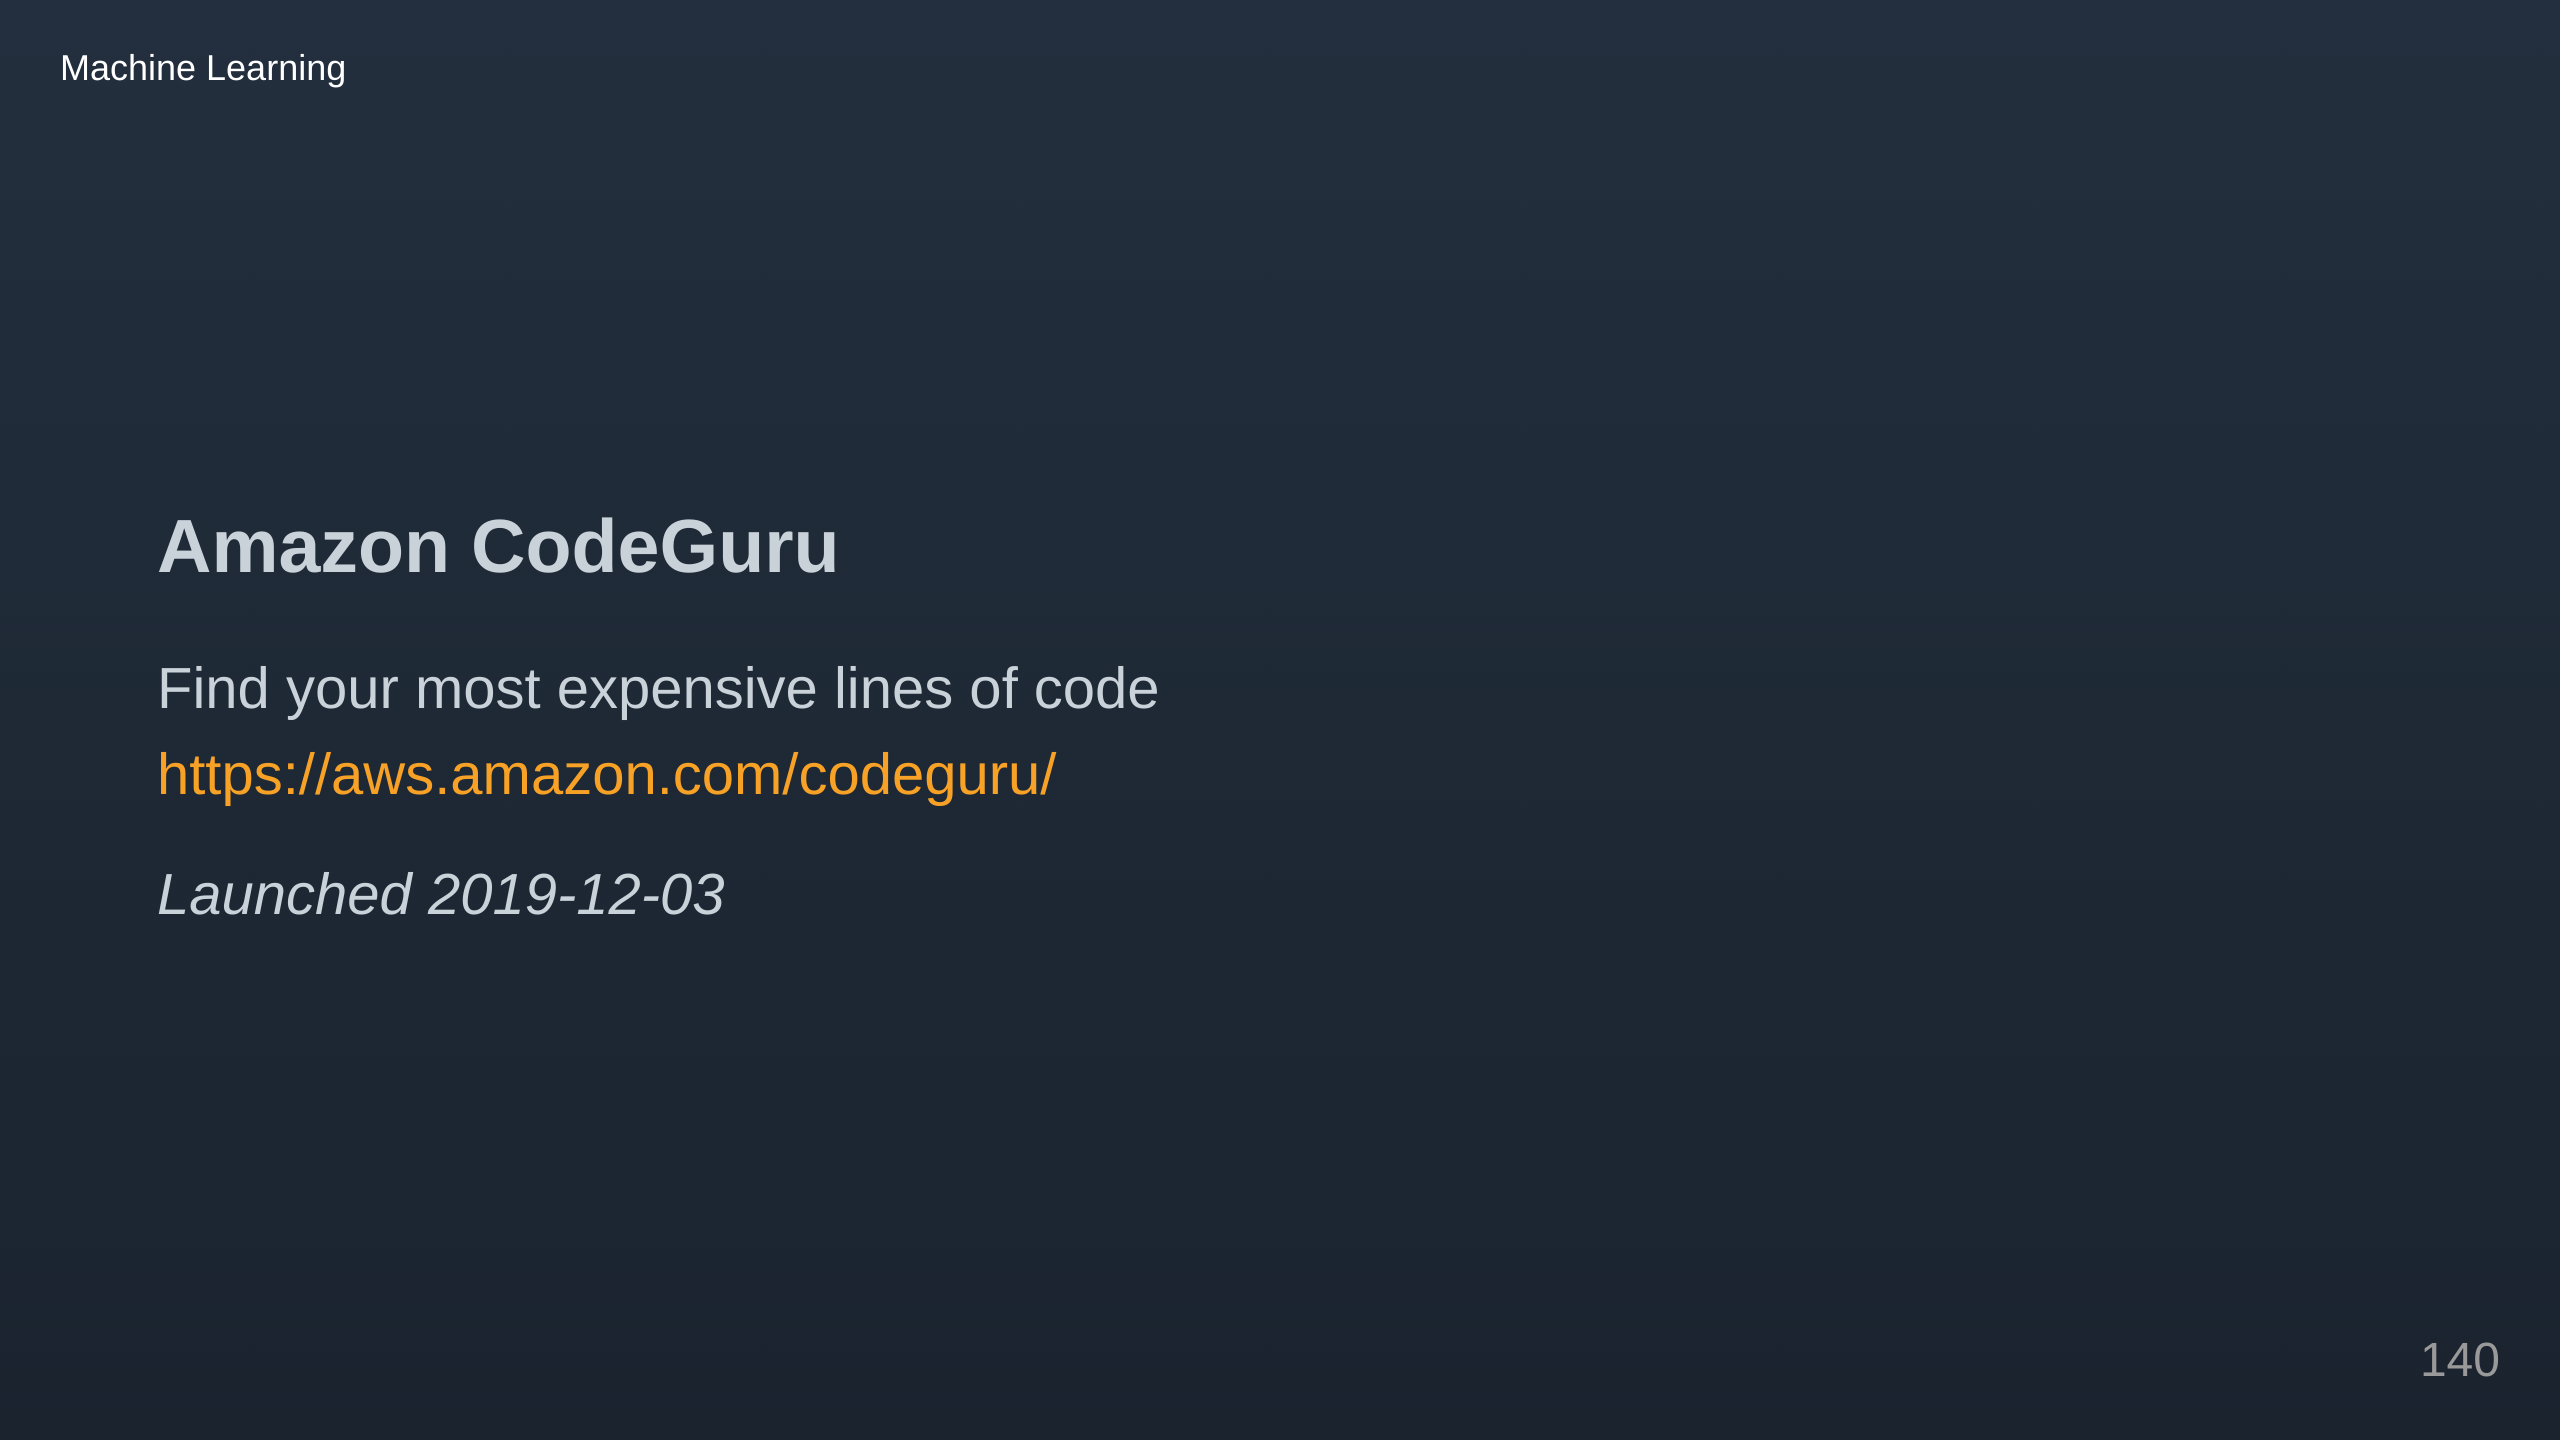 Machine Learning
Amazon CodeGuru
Find your most expensive lines of code
https://aws.amazon.com/codeguru/
Launched 2019-12-03
140